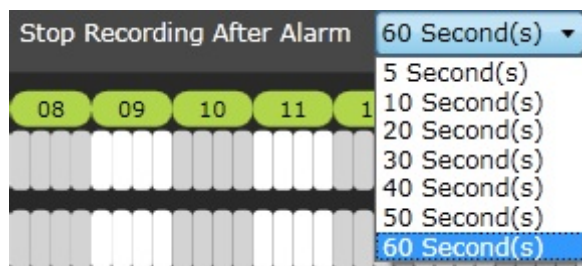 Stop Recording After Alarm 60 Second(s)
5 Second(s)
10 Second(s)
20 Second(s)
30 Second(s)
40 Second(s)
50 Second(s)
60 Second(s)
08 09 10 11 1